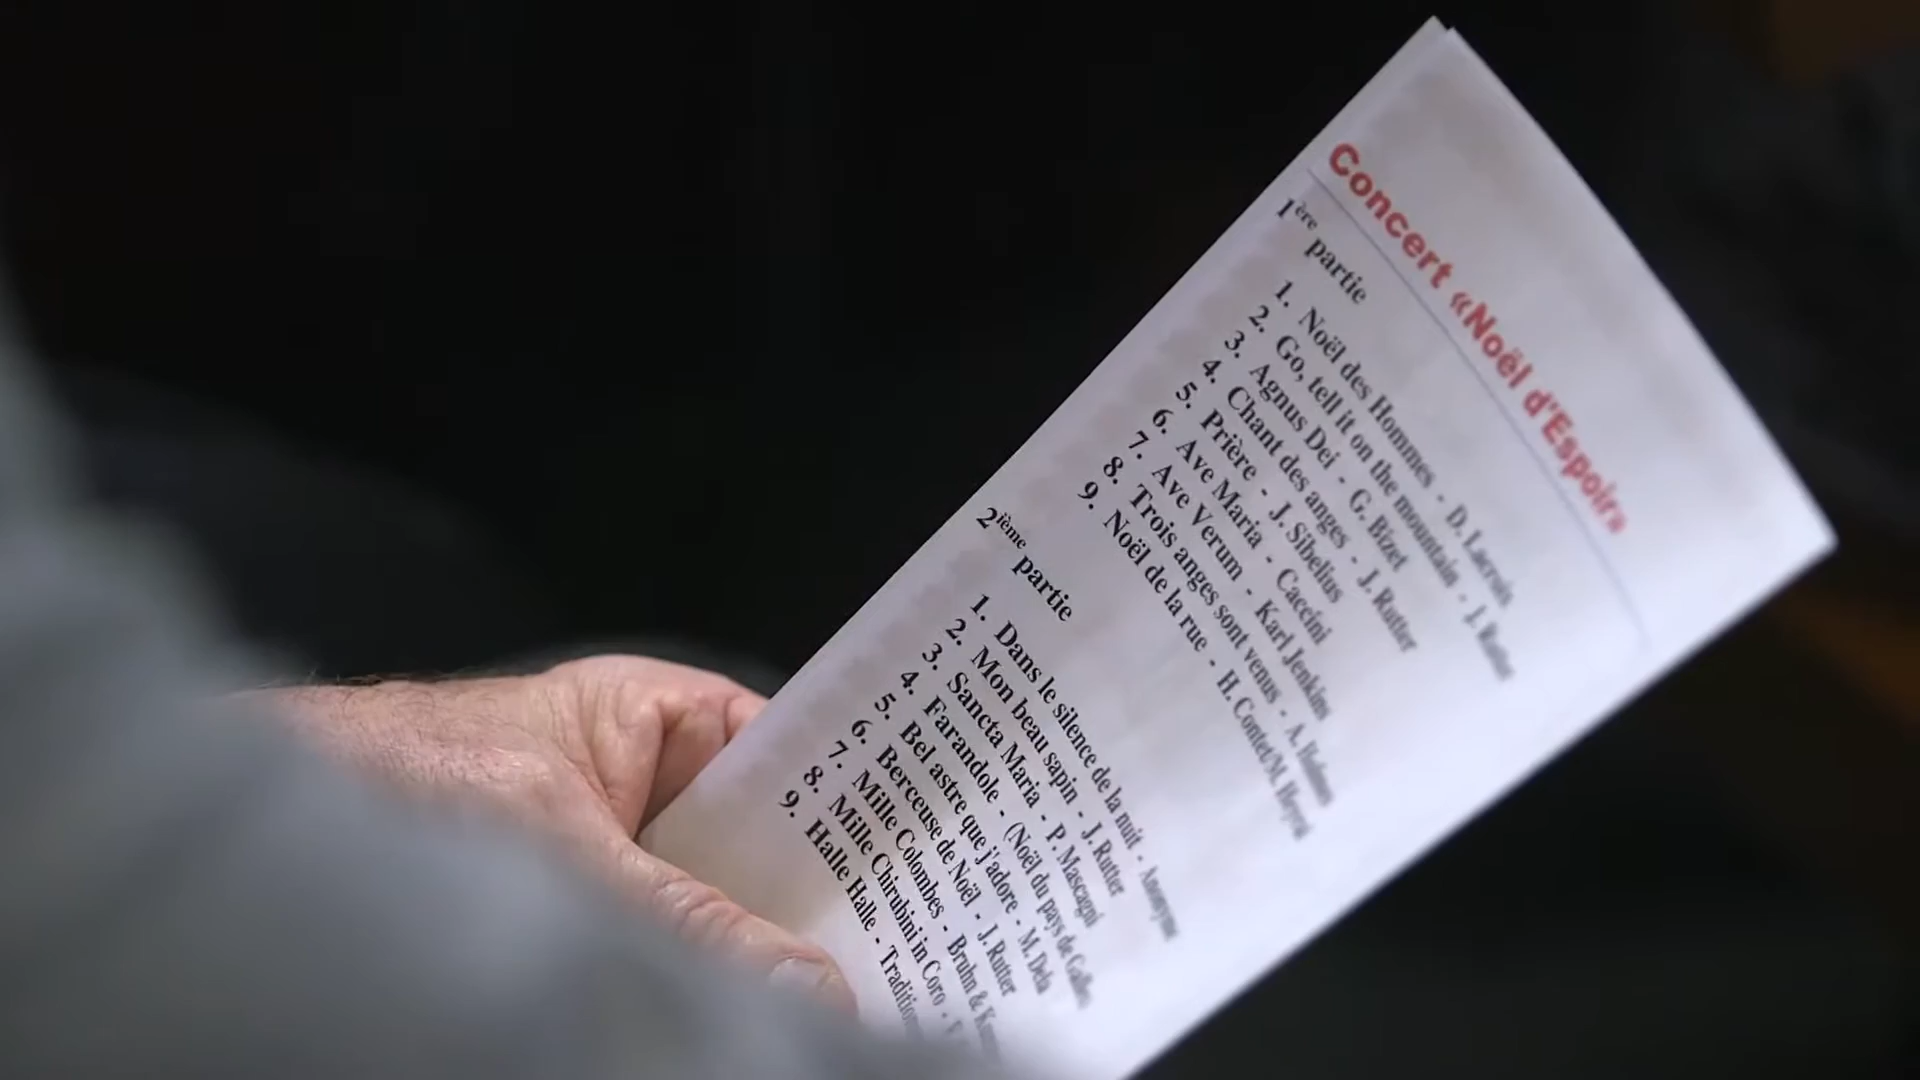 Concert «Noël d'Espoir»
1ère partie
1. Noël des Hommes - D. Lacroix
2. Go, tell it on the mountain - J. Rutter
3. Agnus Dei - G. Bizet
4. Chant des anges - J. Rutter
5. Prière - J. Sibelius
6. Ave Maria - Caccini
7. Ave Verum - Karl Jenkins
8. Trois anges sont venus - A. Holmes
9. Noël de la rue - H. Contet/M. Heyral
2ième partie
1. Dans le silence de la nuit - Anonyme
2. Mon beau sapin - J. Rutter
3. Sancta Maria - P. Mascagni
4. Farandole - (Noël du pays de Galles)
5. Bel astre que j'adore - M. Dela
6. Berceuse de Noël - J. Rutter
7. Mille Colombes - Bruhn &
8. Mille Chirubini in Coro -
9. Halle Halle - Tradition